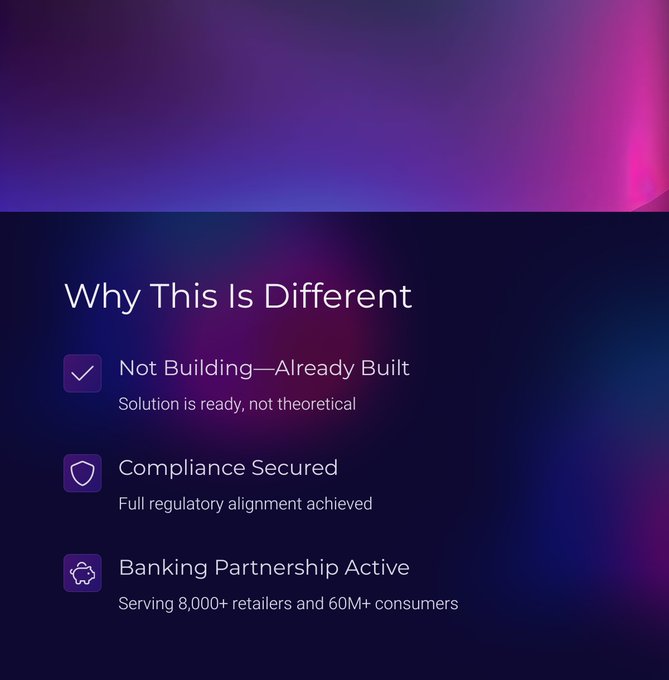 Why This Is Different
Not Building—Already Built
Solution is ready, not theoretical
Compliance Secured
Full regulatory alignment achieved
Banking Partnership Active
Serving 8,000+ retailers and 60M+ consumers